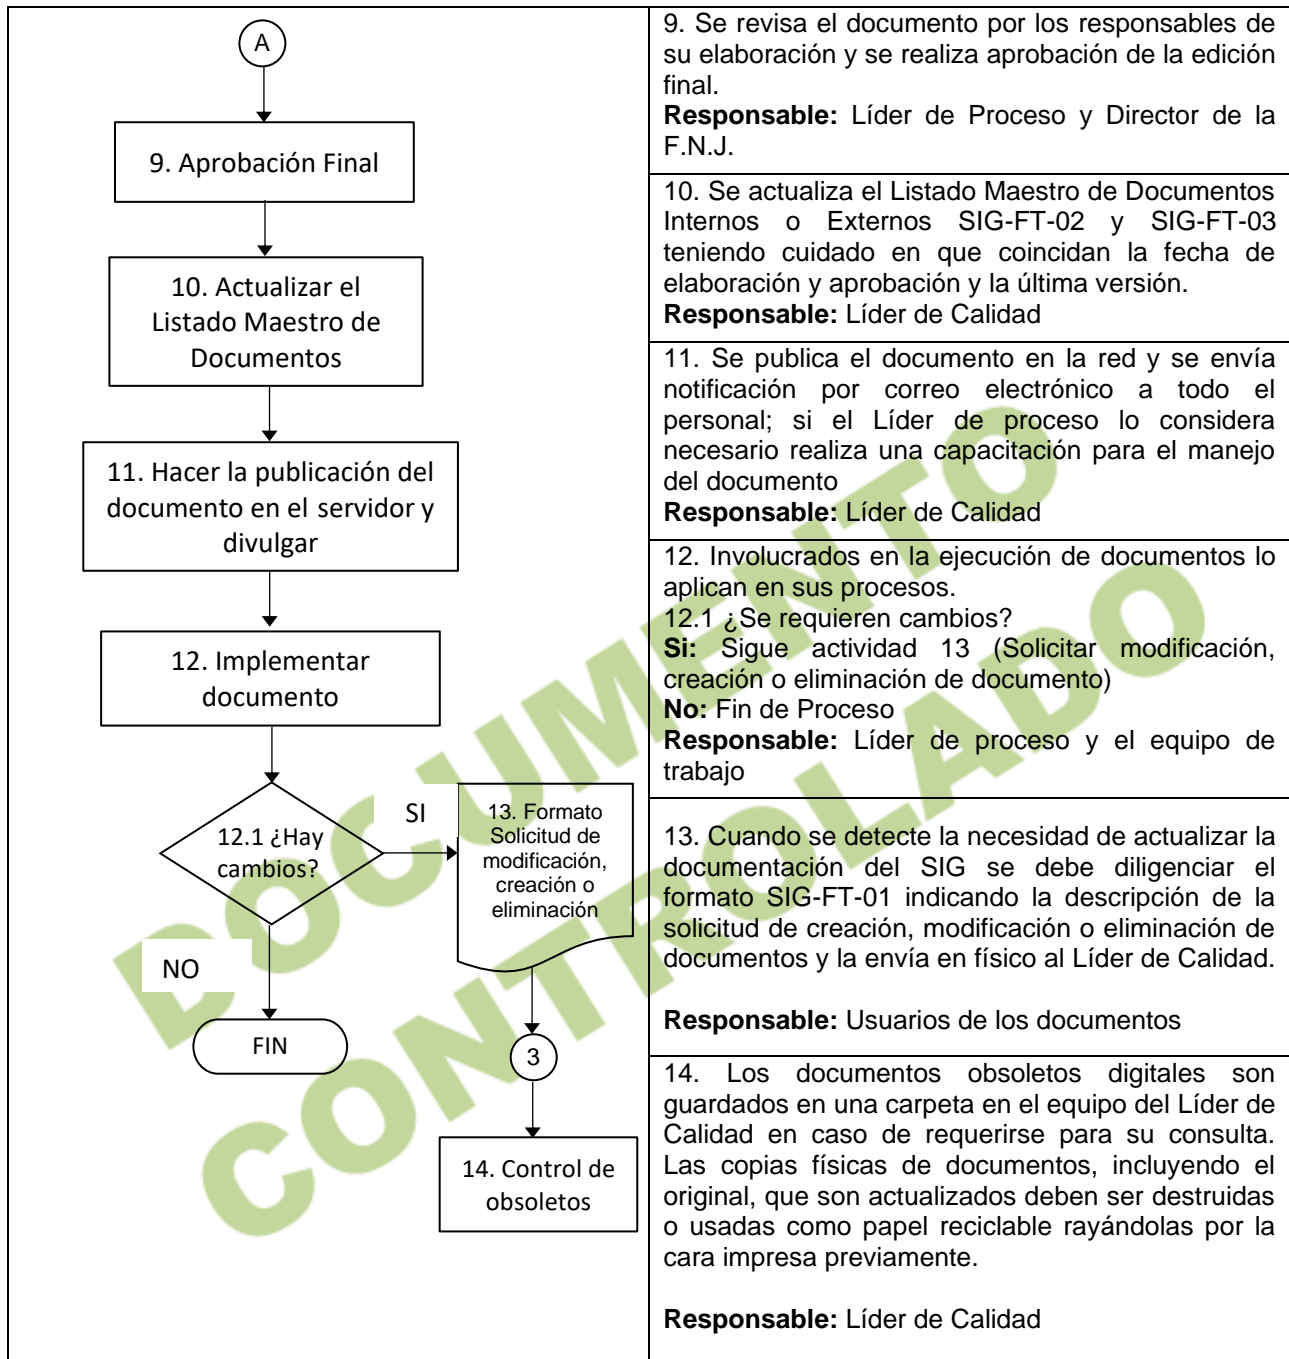 A
9. Aprobación Final
10. Actualizar el
Listado Maestro de
Documentos
11. Hacer la publicación del
documento en el servidor y
divulgar
12. Implementar
documento
12.1 ¿Hay
cambios?
SI
NO
FIN
13. Formato
Solicitud de
modificación,
creación o
eliminación
3
14. Control de
obsoletos
9. Se revisa el documento por los responsables de
su elaboración y se realiza aprobación de la edición
final.
Responsable: Líder de Proceso y Director de la
F.N.J.
10. Se actualiza el Listado Maestro de Documentos
Internos o Externos SIG-FT-02 y SIG-FT-03
teniendo cuidado en que coincidan la fecha de
elaboración y aprobación y la última versión.
Responsable: Líder de Calidad
11. Se publica el documento en la red y se envía
notificación por correo electrónico a todo el
personal; si el Líder de proceso lo considera
necesario realiza una capacitación para el manejo
del documento
Responsable: Líder de Calidad
12. Involucrados en la ejecución de documentos lo
aplican en sus procesos.
12.1 ¿Se requieren cambios?
Si: Sigue actividad 13 (Solicitar modificación,
creación o eliminación de documento)
No: Fin de Proceso
Responsable: Líder de proceso y el equipo de
trabajo
13. Cuando se detecte la necesidad de actualizar la
documentación del SIG se debe diligenciar el
formato SIG-FT-01 indicando la descripción de la
solicitud de creación, modificación o eliminación de
documentos y la envía en físico al Líder de Calidad.
Responsable: Usuarios de los documentos
14. Los documentos obsoletos digitales son
guardados en una carpeta en el equipo del Líder de
Calidad en caso de requerirse para su consulta.
Las copias físicas de documentos, incluyendo el
original, que son actualizados deben ser destruidas
o usadas como papel reciclable rayándolas por la
cara impresa previamente.
Responsable: Líder de Calidad
DOCUMENTO
CONTROLADO